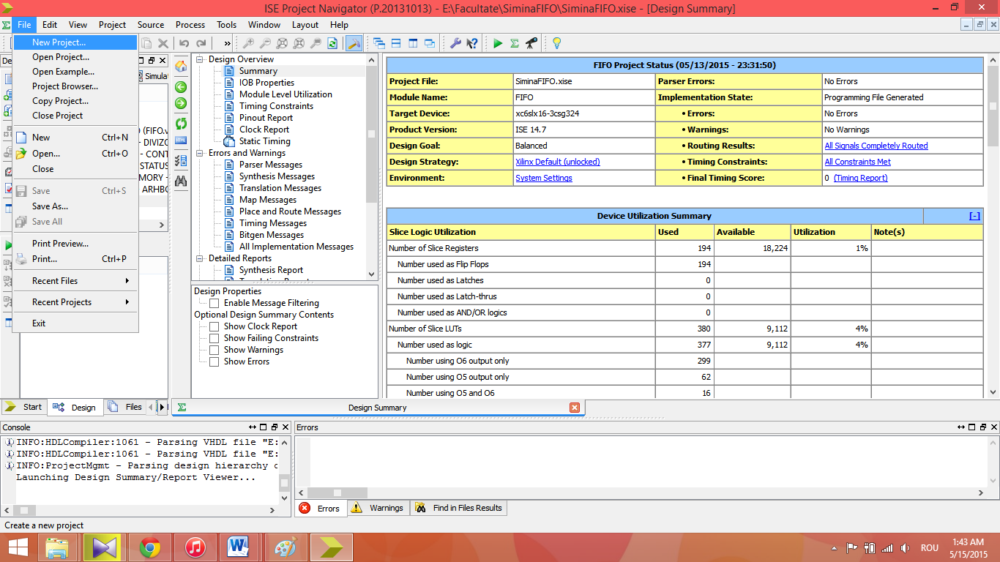 ISE Project Navigator (P.20131013) - E:\Facultate\SiminaFIFO\SiminaFIFO.xise - [Design Summary]
File Edit View Project Source Process Tools Window Layout Help
New Project...
Open Project...
Open Example...
Project Browser...
Copy Project...
Close Project
New Ctrl+N
Open... Ctrl+O
Close
Save Ctrl+S
Save As...
Save All
Print Preview...
Print... Ctrl+P
Recent Files
Recent Projects
Exit
De
Simulat
(FIFO.v
- DIVIZO
- CONT
STATUS
MORY -
ARHBC
Start Design Files
Design Overview
Summary
IOB Properties
Module Level Utilization
Timing Constraints
Pinout Report
Clock Report
Static Timing
Errors and Warnings
Parser Messages
Synthesis Messages
Translation Messages
Map Messages
Place and Route Messages
Timing Messages
Bitgen Messages
All Implementation Messages
Detailed Reports
Synthesis Report
Design Properties
Enable Message Filtering
Optional Design Summary Contents
Show Clock Report
Show Failing Constraints
Show Warnings
Show Errors
Design Summary
FIFO Project Status (05/13/2015 - 23:31:50)
Project File: SiminaFIFO.xise Parser Errors: No Errors
Module Name: FIFO Implementation State: Programming File Generated
Target Device: xc6slx16-3csg324 • Errors: No Errors
Product Version: ISE 14.7 • Warnings: No Warnings
Design Goal: Balanced • Routing Results: All Signals Completely Routed
Design Strategy: Xilinx Default (unlocked) • Timing Constraints: All Constraints Met
Environment: System Settings • Final Timing Score: 0 (Timing Report)
Device Utilization Summary [-]
Slice Logic Utilization Used Available Utilization Note(s)
Number of Slice Registers 194 18,224 1%
Number used as Flip Flops 194
Number used as Latches 0
Number used as Latch-thrus 0
Number used as AND/OR logics 0
Number of Slice LUTs 380 9,112 4%
Number used as logic 377 9,112 4%
Number using O6 output only 299
Number using O5 output only 62
Number using O5 and O6 16
Console
INFO:HDLCompiler:1061 - Parsing VHDL file "E:
INFO:HDLCompiler:1061 - Parsing VHDL file "E:
INFO:ProjectMgmt - Parsing design hierarchy c
Launching Design Summary/Report Viewer...
Errors
Errors Warnings Find in Files Results
Create a new project
ROU
1:43 AM
5/15/2015